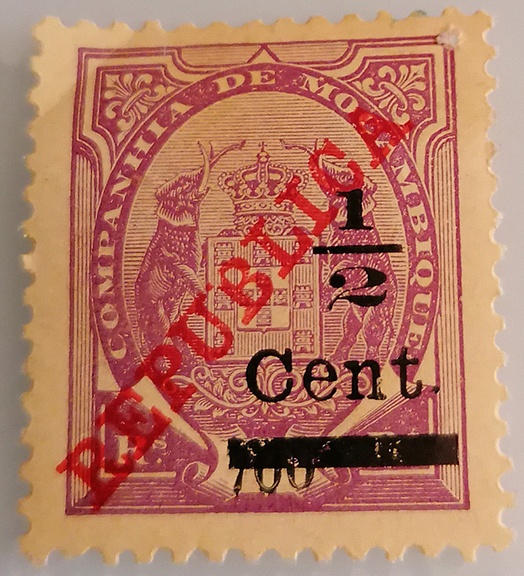 COMPANHIA DE MOÇAMBIQUE
REPUBLICA
1/2
Cent.
700